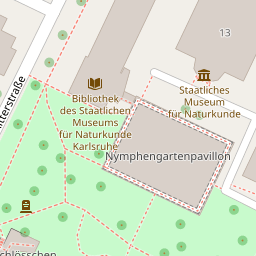 13
Staatliches
Museum
für Naturkunde
Bibliothek
des Staatlichen
Museums
für Naturkunde
Karlsruhe
Nymphengartenpavillon